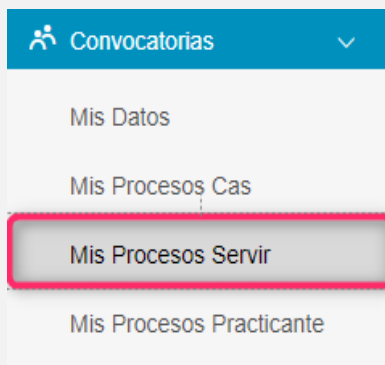 Convocatorias
Mis Datos
Mis Procesos Cas
Mis Procesos Servir
Mis Procesos Practicante